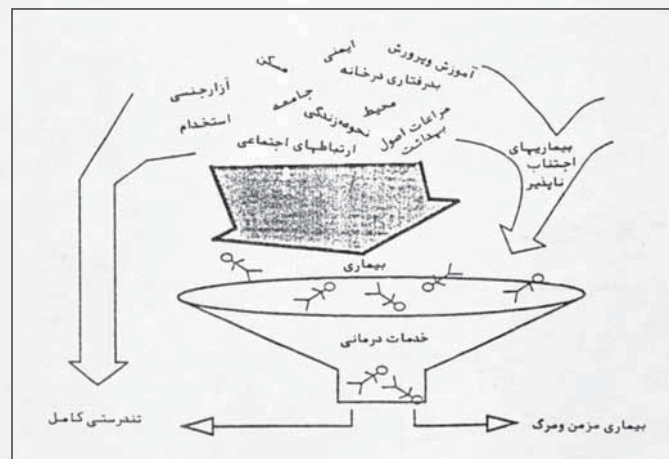 آموزش وپرورش
ایمنی
مسکن
بدرفتاری درخانه
آزارجنسی
جامعه
محیط
نحوه‌زندگی
مراعات اصول
بهداشت
استخدام
ارتباطهای اجتماعی
بیماریهای
اجتناب
ناپذیر
بیماری
خدمات درمانی
تندرستی کامل
بیماری مزمن ومرگ